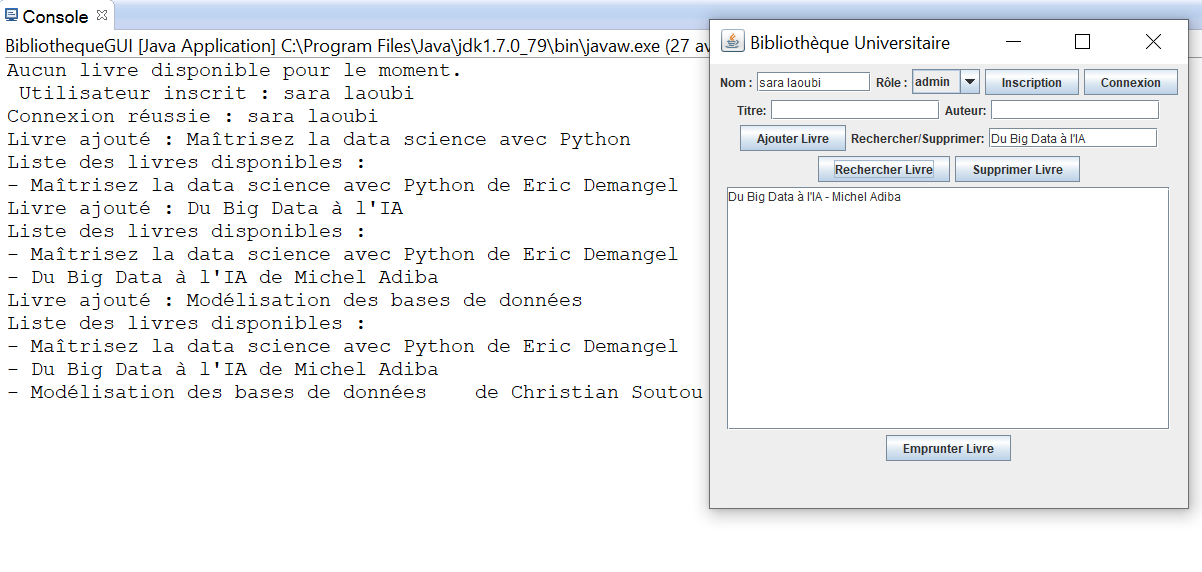 Console
BibliothequeGUI [Java Application] C:\Program Files\Java\jdk1.7.0_79\bin\javaw.exe (27 av
Aucun livre disponible pour le moment.
Utilisateur inscrit : sara laoubi
Connexion réussie : sara laoubi
Livre ajouté : Maîtrisez la data science avec Python
Liste des livres disponibles :
- Maîtrisez la data science avec Python de Eric Demangel
Livre ajouté : Du Big Data à l'IA
Liste des livres disponibles :
- Maîtrisez la data science avec Python de Eric Demangel
- Du Big Data à l'IA de Michel Adiba
Livre ajouté : Modélisation des bases de données
Liste des livres disponibles :
- Maîtrisez la data science avec Python de Eric Demangel
- Du Big Data à l'IA de Michel Adiba
- Modélisation des bases de données de Christian Soutou
Bibliothèque Universitaire
Nom : sara laoubi Rôle : admin Inscription Connexion
Titre: Auteur:
Ajouter Livre Rechercher/Supprimer: Du Big Data à l'IA
Rechercher Livre Supprimer Livre
Du Big Data à l'IA - Michel Adiba
Emprunter Livre